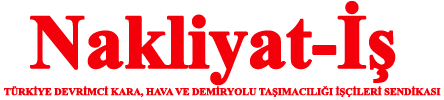 Nakliyat-İş
TÜRKİYE DEVRİMCİ KARA, HAVA VE DEMİRYOLU TAŞIMACILIĞI İŞÇİLERİ SENDİKASI